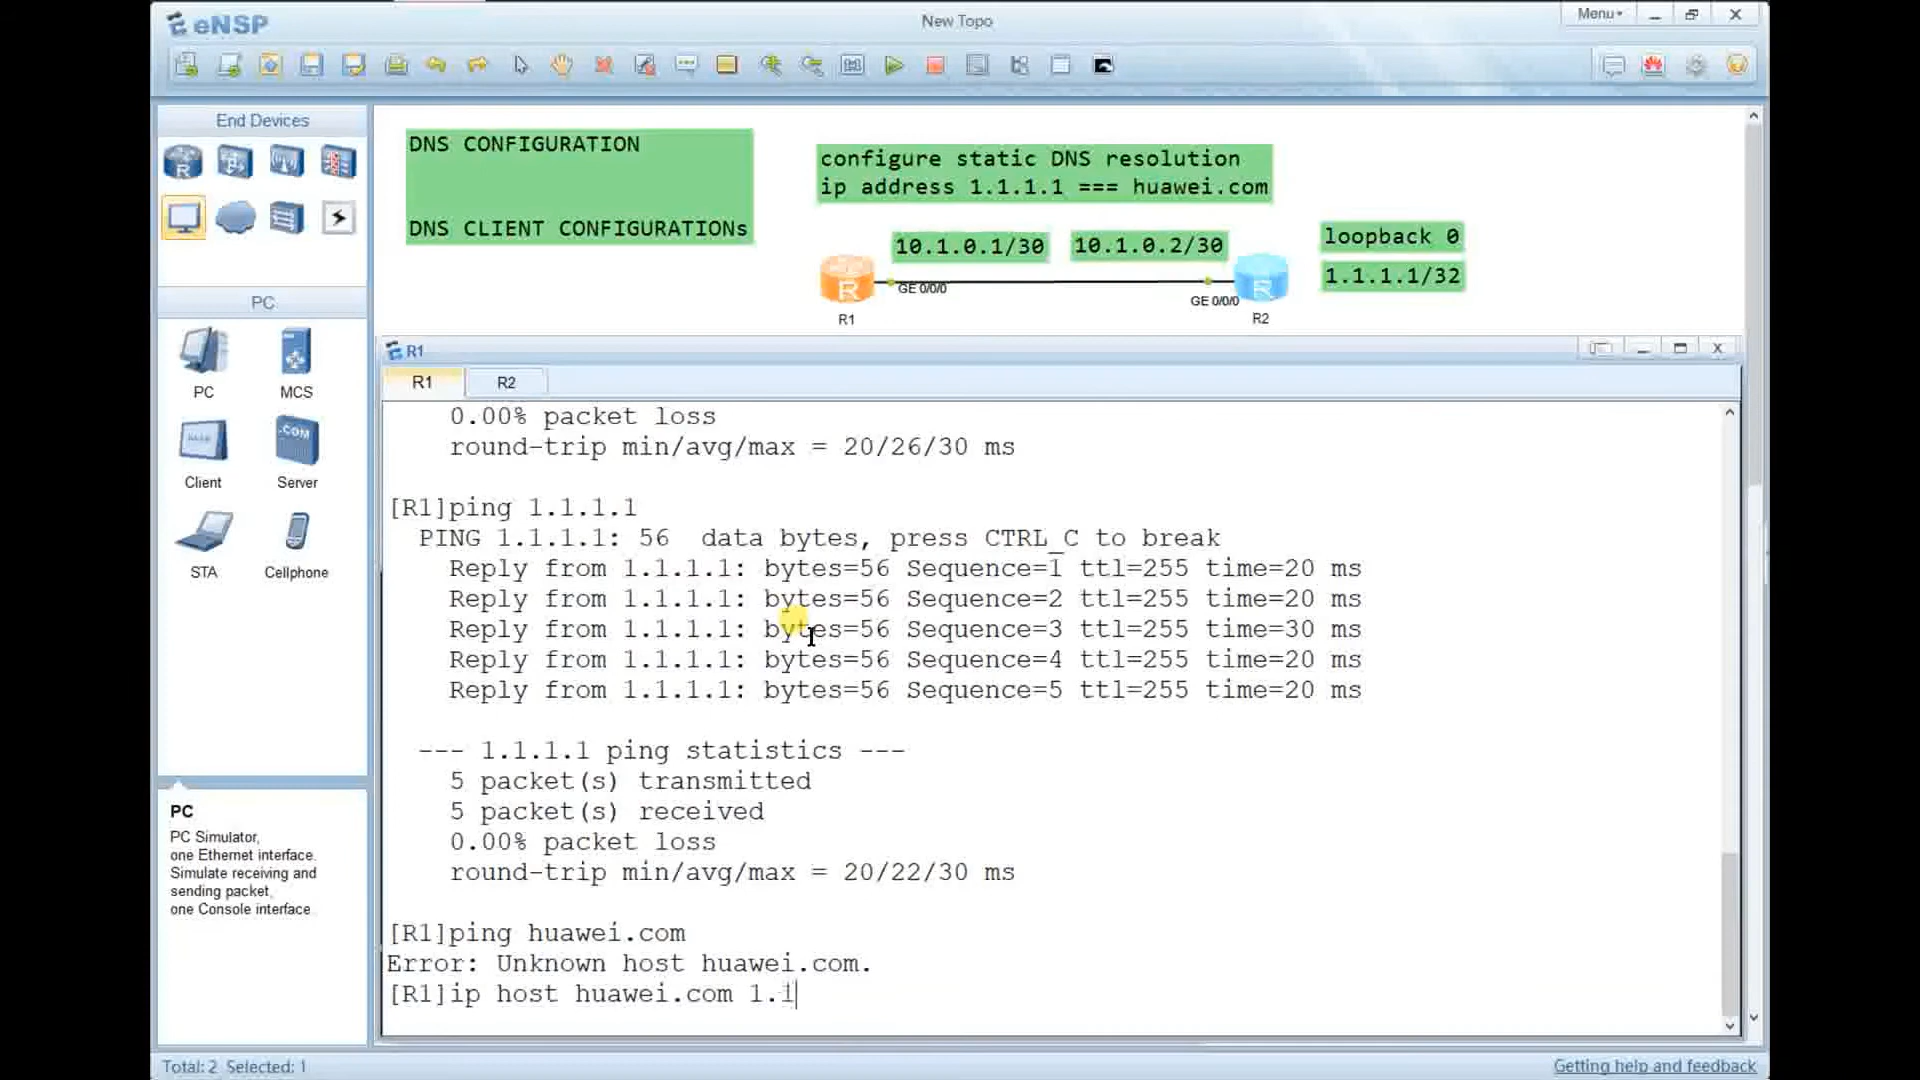 eNSP
New Topo
Menu
End Devices
PC
PC
MCS
Client
Server
STA
Cellphone
PC
PC Simulator,
one Ethernet interface.
Simulate receiving and
sending packet,
one Console interface
DNS CONFIGURATION
DNS CLIENT CONFIGURATIONs
configure static DNS resolution
ip address 1.1.1.1 === huawei.com
10.1.0.1/30
10.1.0.2/30
loopback 0
1.1.1.1/32
GE 0/0/0
GE 0/0/0
R1
R2
R1
R1
R2
0.00% packet loss
round-trip min/avg/max = 20/26/30 ms
[R1]ping 1.1.1.1
PING 1.1.1.1: 56  data bytes, press CTRL_C to break
Reply from 1.1.1.1: bytes=56 Sequence=1 ttl=255 time=20 ms
Reply from 1.1.1.1: bytes=56 Sequence=2 ttl=255 time=20 ms
Reply from 1.1.1.1: bytes=56 Sequence=3 ttl=255 time=30 ms
Reply from 1.1.1.1: bytes=56 Sequence=4 ttl=255 time=20 ms
Reply from 1.1.1.1: bytes=56 Sequence=5 ttl=255 time=20 ms
--- 1.1.1.1 ping statistics ---
5 packet(s) transmitted
5 packet(s) received
0.00% packet loss
round-trip min/avg/max = 20/22/30 ms
[R1]ping huawei.com
Error: Unknown host huawei.com.
[R1]ip host huawei.com 1.1
Total: 2 Selected: 1
Getting help and feedback